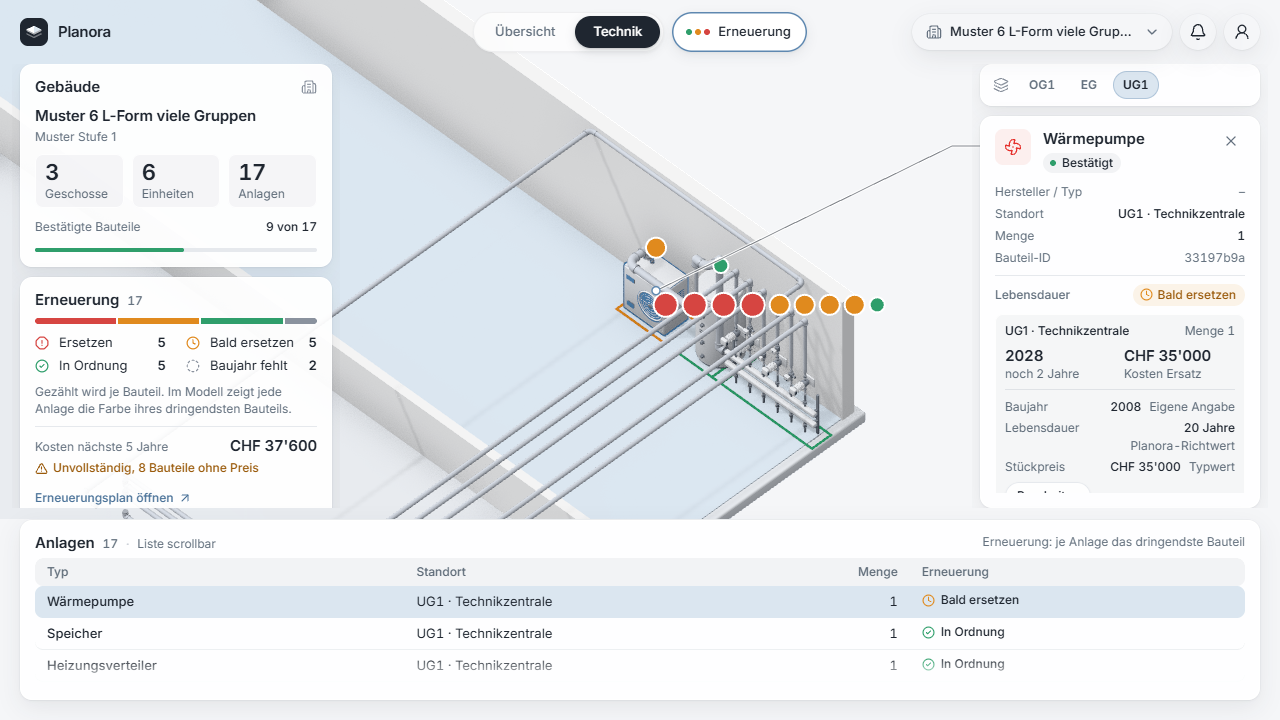 Planora
Übersicht
Technik
Erneuerung
Muster 6 L-Form viele Grup...
Gebäude
Muster 6 L-Form viele Gruppen
Muster Stufe 1
3 6 17
Geschosse Einheiten Anlagen
Bestätigte Bauteile 9 von 17
Erneuerung 17
Ersetzen 5 Bald ersetzen 5
In Ordnung 5 Baujahr fehlt 2
Gezählt wird je Bauteil. Im Modell zeigt jede
Anlage die Farbe ihres dringendsten Bauteils.
Kosten nächste 5 Jahre CHF 37'600
Unvollständig, 8 Bauteile ohne Preis
Erneuerungsplan öffnen
OG1 EG UG1
Wärmepumpe
Bestätigt
Hersteller / Typ –
Standort UG1 · Technikzentrale
Menge 1
Bauteil-ID 33197b9a
Lebensdauer Bald ersetzen
UG1 · Technikzentrale Menge 1
2028 CHF 35'000
noch 2 Jahre Kosten Ersatz
Baujahr 2008 Eigene Angabe
Lebensdauer 20 Jahre
Planora-Richtwert
Stückpreis CHF 35'000 Typwert
Anlagen 17 · Liste scrollbar
Erneuerung: je Anlage das dringendste Bauteil
Typ Standort Menge Erneuerung
Wärmepumpe UG1 · Technikzentrale 1 Bald ersetzen
Speicher UG1 · Technikzentrale 1 In Ordnung
Heizungsverteiler UG1 · Technikzentrale 1 In Ordnung